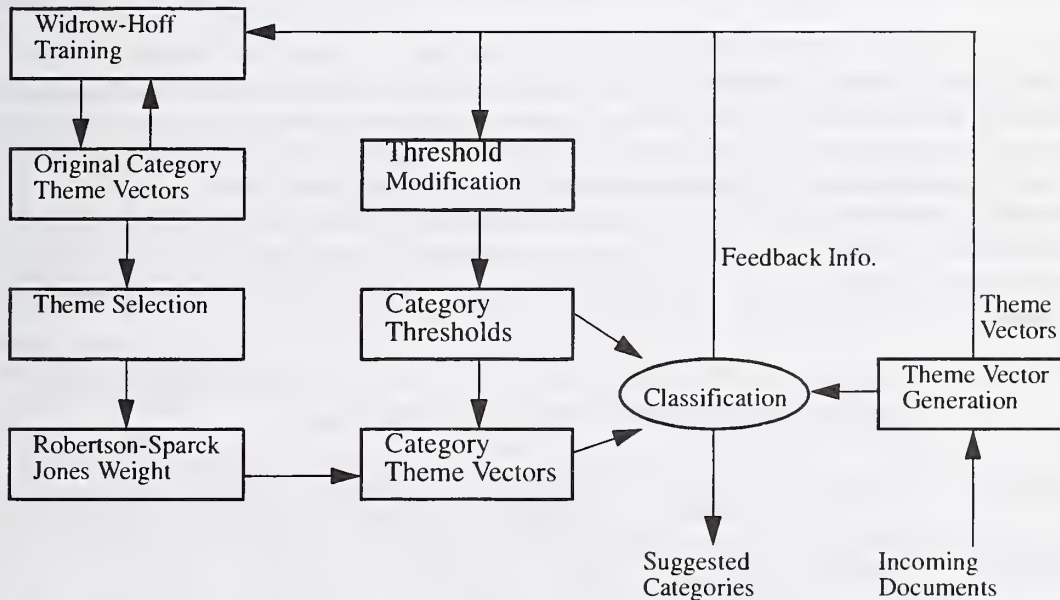 Widrow-Hoff
Training
Original Category
Theme Vectors
Threshold
Modification
Feedback Info.
Theme Selection
Category
Thresholds
Theme
Vectors
Classification
Theme Vector
Generation
Robertson-Sparck
Jones Weight
Category
Theme Vectors
Suggested
Categories
Incoming
Documents